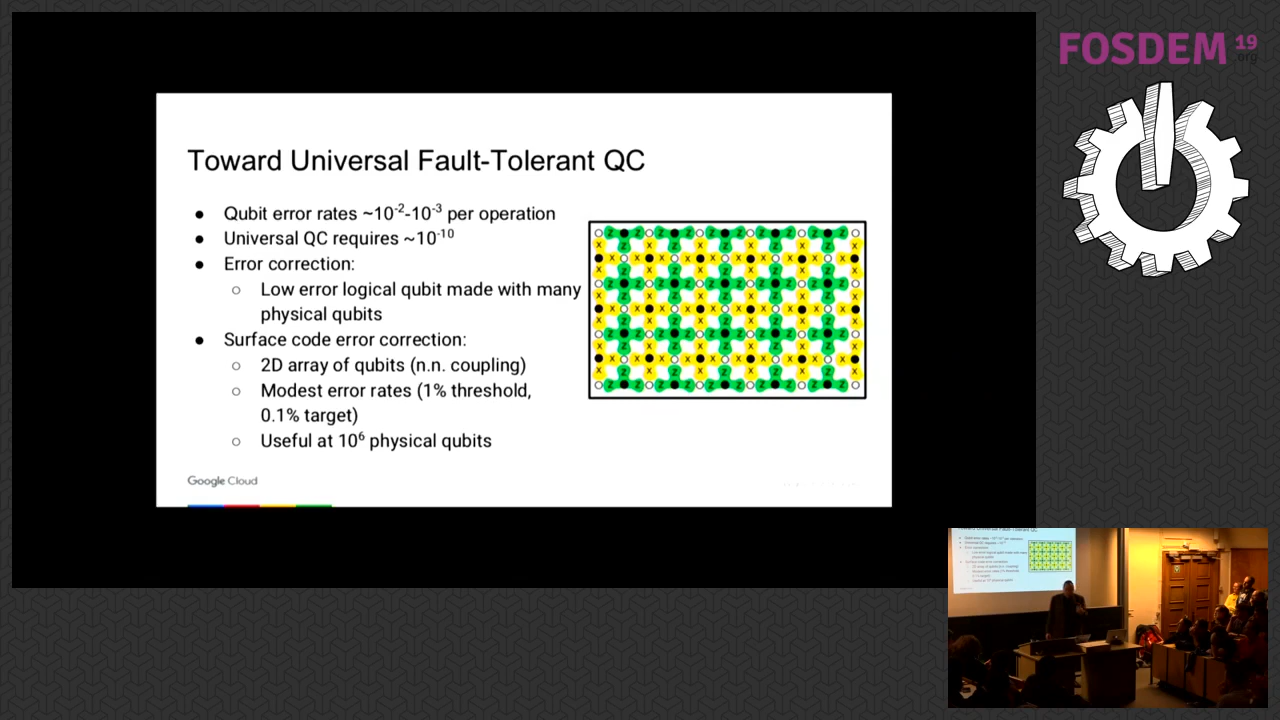 FOSDEM 19
.org
Toward Universal Fault-Tolerant QC
● Qubit error rates ~10⁻²-10⁻³ per operation
● Universal QC requires ~10⁻¹⁰
● Error correction:
○ Low error logical qubit made with many
physical qubits
● Surface code error correction:
○ 2D array of qubits (n.n. coupling)
○ Modest error rates (1% threshold,
0.1% target)
○ Useful at 10⁶ physical qubits
Google Cloud